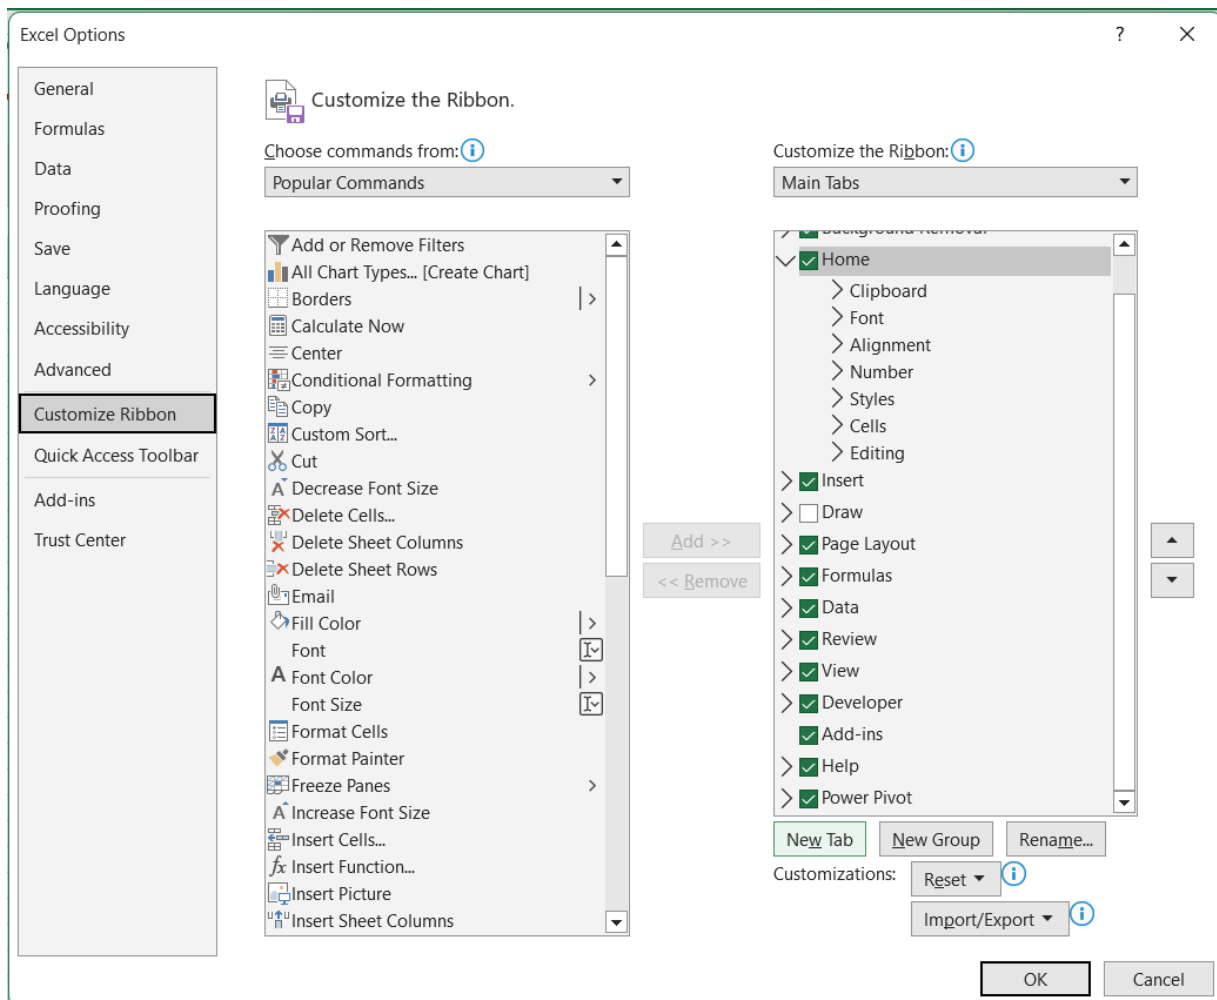 Excel Options
?
General
Formulas
Data
Proofing
Save
Language
Accessibility
Advanced
Customize Ribbon
Quick Access Toolbar
Add-ins
Trust Center
Customize the Ribbon.
Choose commands from:
Popular Commands
Add or Remove Filters
All Chart Types... [Create Chart]
Borders
Calculate Now
Center
Conditional Formatting
Copy
Custom Sort...
Cut
Decrease Font Size
Delete Cells...
Delete Sheet Columns
Delete Sheet Rows
Email
Fill Color
Font
Font Color
Font Size
Format Cells
Format Painter
Freeze Panes
Increase Font Size
Insert Cells...
Insert Function...
Insert Picture
Insert Sheet Columns
Add >>
<< Remove
Customize the Ribbon:
Main Tabs
Background Removal
Home
Clipboard
Font
Alignment
Number
Styles
Cells
Editing
Insert
Draw
Page Layout
Formulas
Data
Review
View
Developer
Add-ins
Help
Power Pivot
New Tab New Group Rename...
Customizations: Reset
Import/Export
OK Cancel